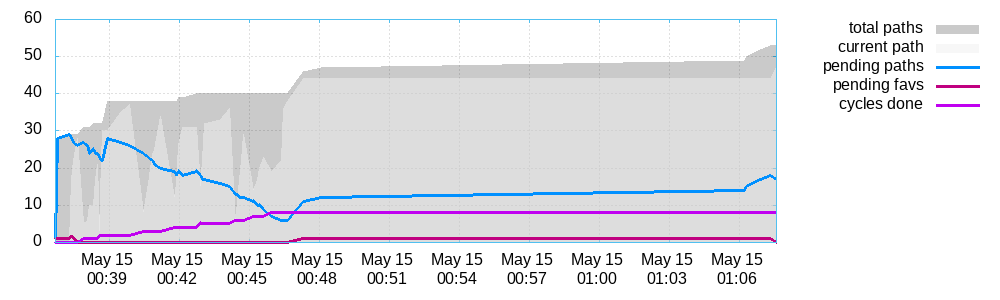 60
50
40
30
20
10
0
May 15 May 15 May 15 May 15 May 15 May 15 May 15 May 15 May 15 May 15
00:39 00:42 00:45 00:48 00:51 00:54 00:57 01:00 01:03 01:06
total paths
current path
pending paths
pending favs
cycles done